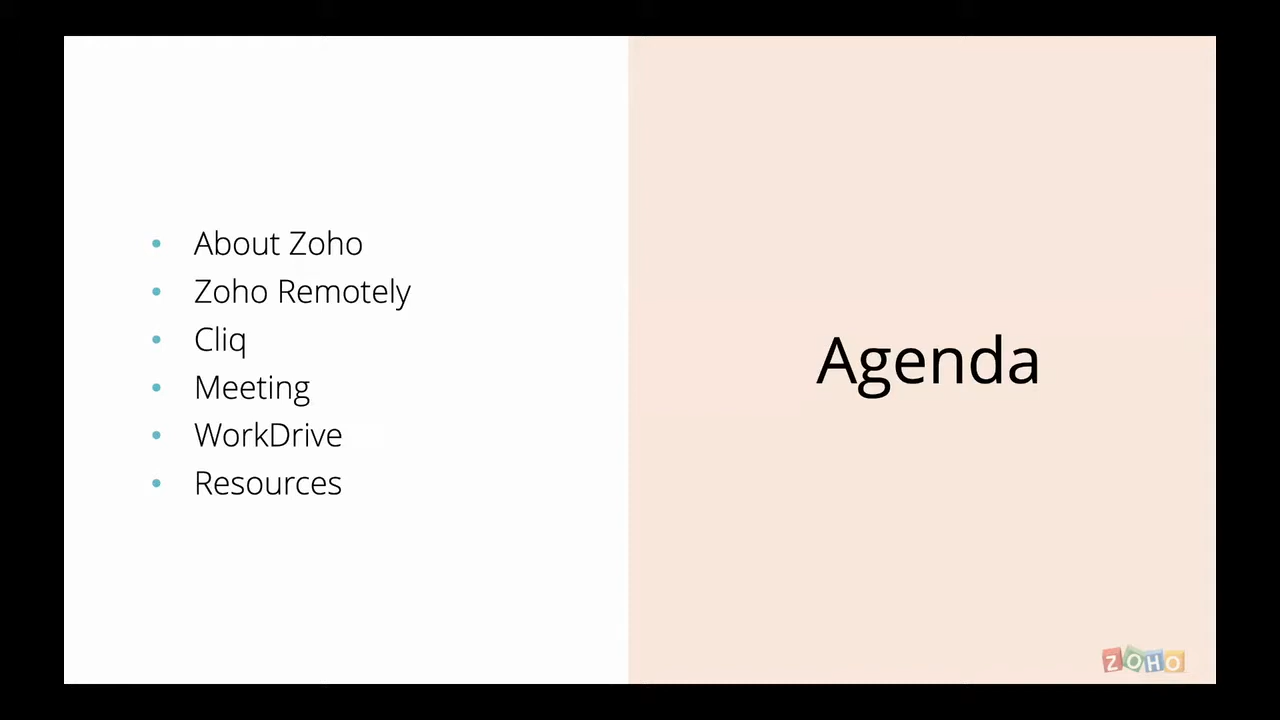 About Zoho
Zoho Remotely
Cliq
Meeting
WorkDrive
Resources
Agenda
ZOHO